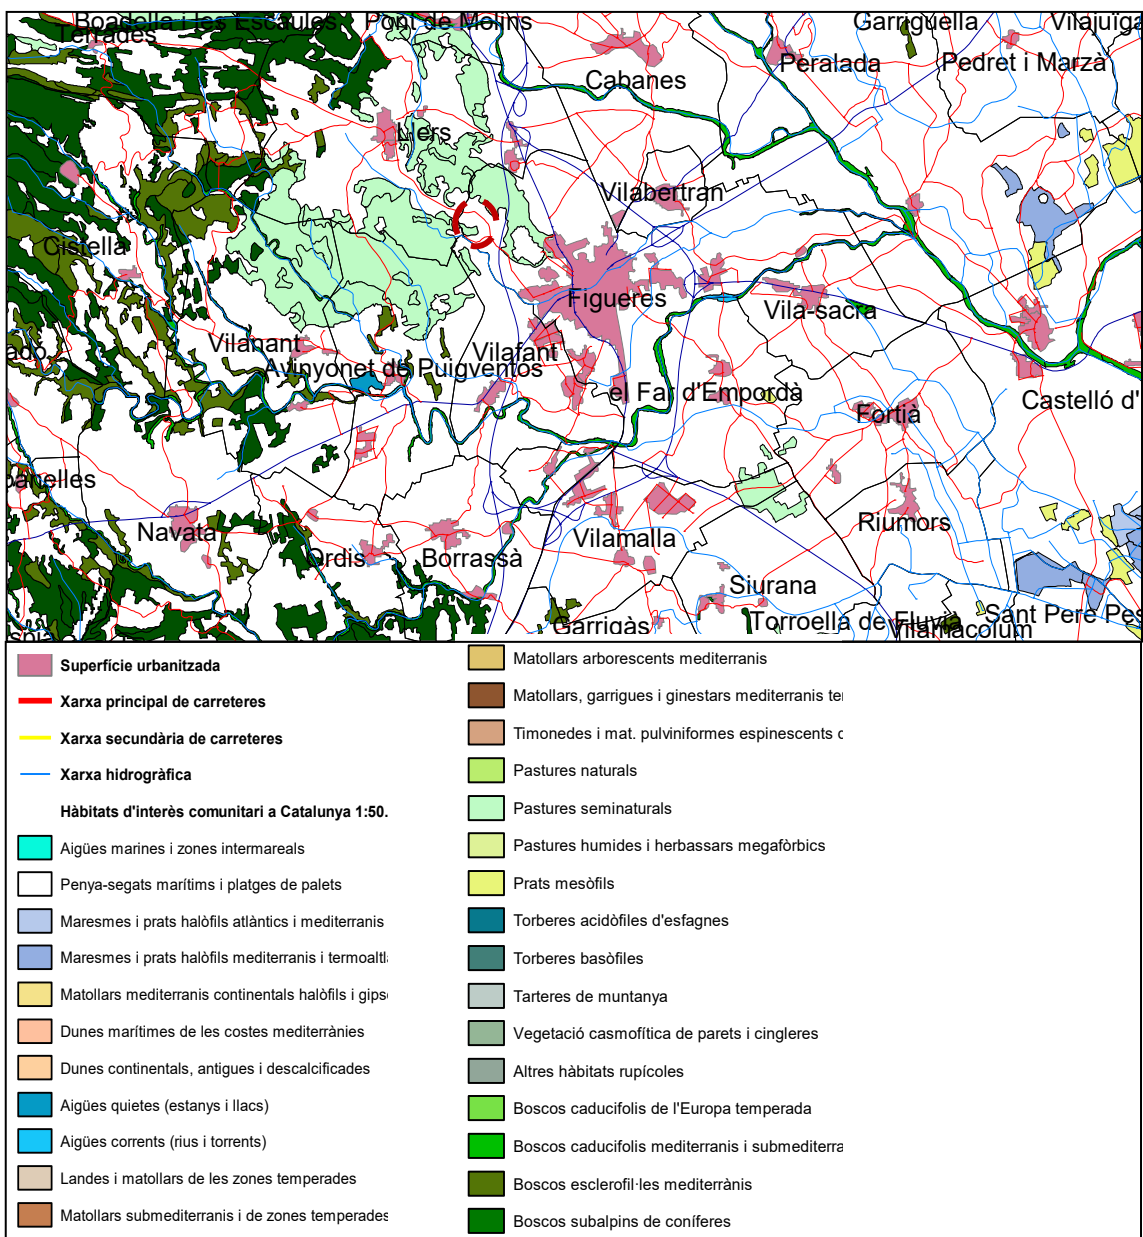 Boadella i les Escaules
Pont de Molins
Garriguella
Vilajuïga
Terrades
Cabanes
Peralada
Pedret i Marzà
Llers
Vilabertran
Cistella
Figueres
Vila-sacra
Vilanant
Vilafant
Avinyonet de Puigventós
el Far d'Empordà
Castelló d'
Fortià
Navata
Ordis
Borrassà
Vilamalla
Riumors
Siurana
Garrigàs
Torroella de Fluvià
Sant Pere Pes
Vilamacolum
Superfície urbanitzada
Xarxa principal de carreteres
Xarxa secundària de carreteres
Xarxa hidrogràfica
Hàbitats d'interès comunitari a Catalunya 1:50.
Aigües marines i zones intermareals
Penya-segats marítims i platges de palets
Maresmes i prats halòfils atlàntics i mediterranis
Maresmes i prats halòfils mediterranis i termoatl
Matollars mediterranis continentals halòfils i gips
Dunes marítimes de les costes mediterrànies
Dunes continentals, antigues i descalcificades
Aigües quietes (estanys i llacs)
Aigües corrents (rius i torrents)
Landes i matollars de les zones temperades
Matollars submediterranis i de zones temperades
Matollars arborescents mediterranis
Matollars, garrigues i ginestars mediterranis te
Timonedes i mat. pulviniformes espinescents
Pastures naturals
Pastures seminaturals
Pastures humides i herbassars megafòrbics
Prats mesòfils
Torberes acidòfiles d'esfagnes
Torberes basòfiles
Tarteres de muntanya
Vegetació casmofítica de parets i cingleres
Altres hàbitats rupícoles
Boscos caducifolis de l'Europa temperada
Boscos caducifolis mediterranis i submediterra
Boscos esclerofil·les mediterrànis
Boscos subalpins de coníferes